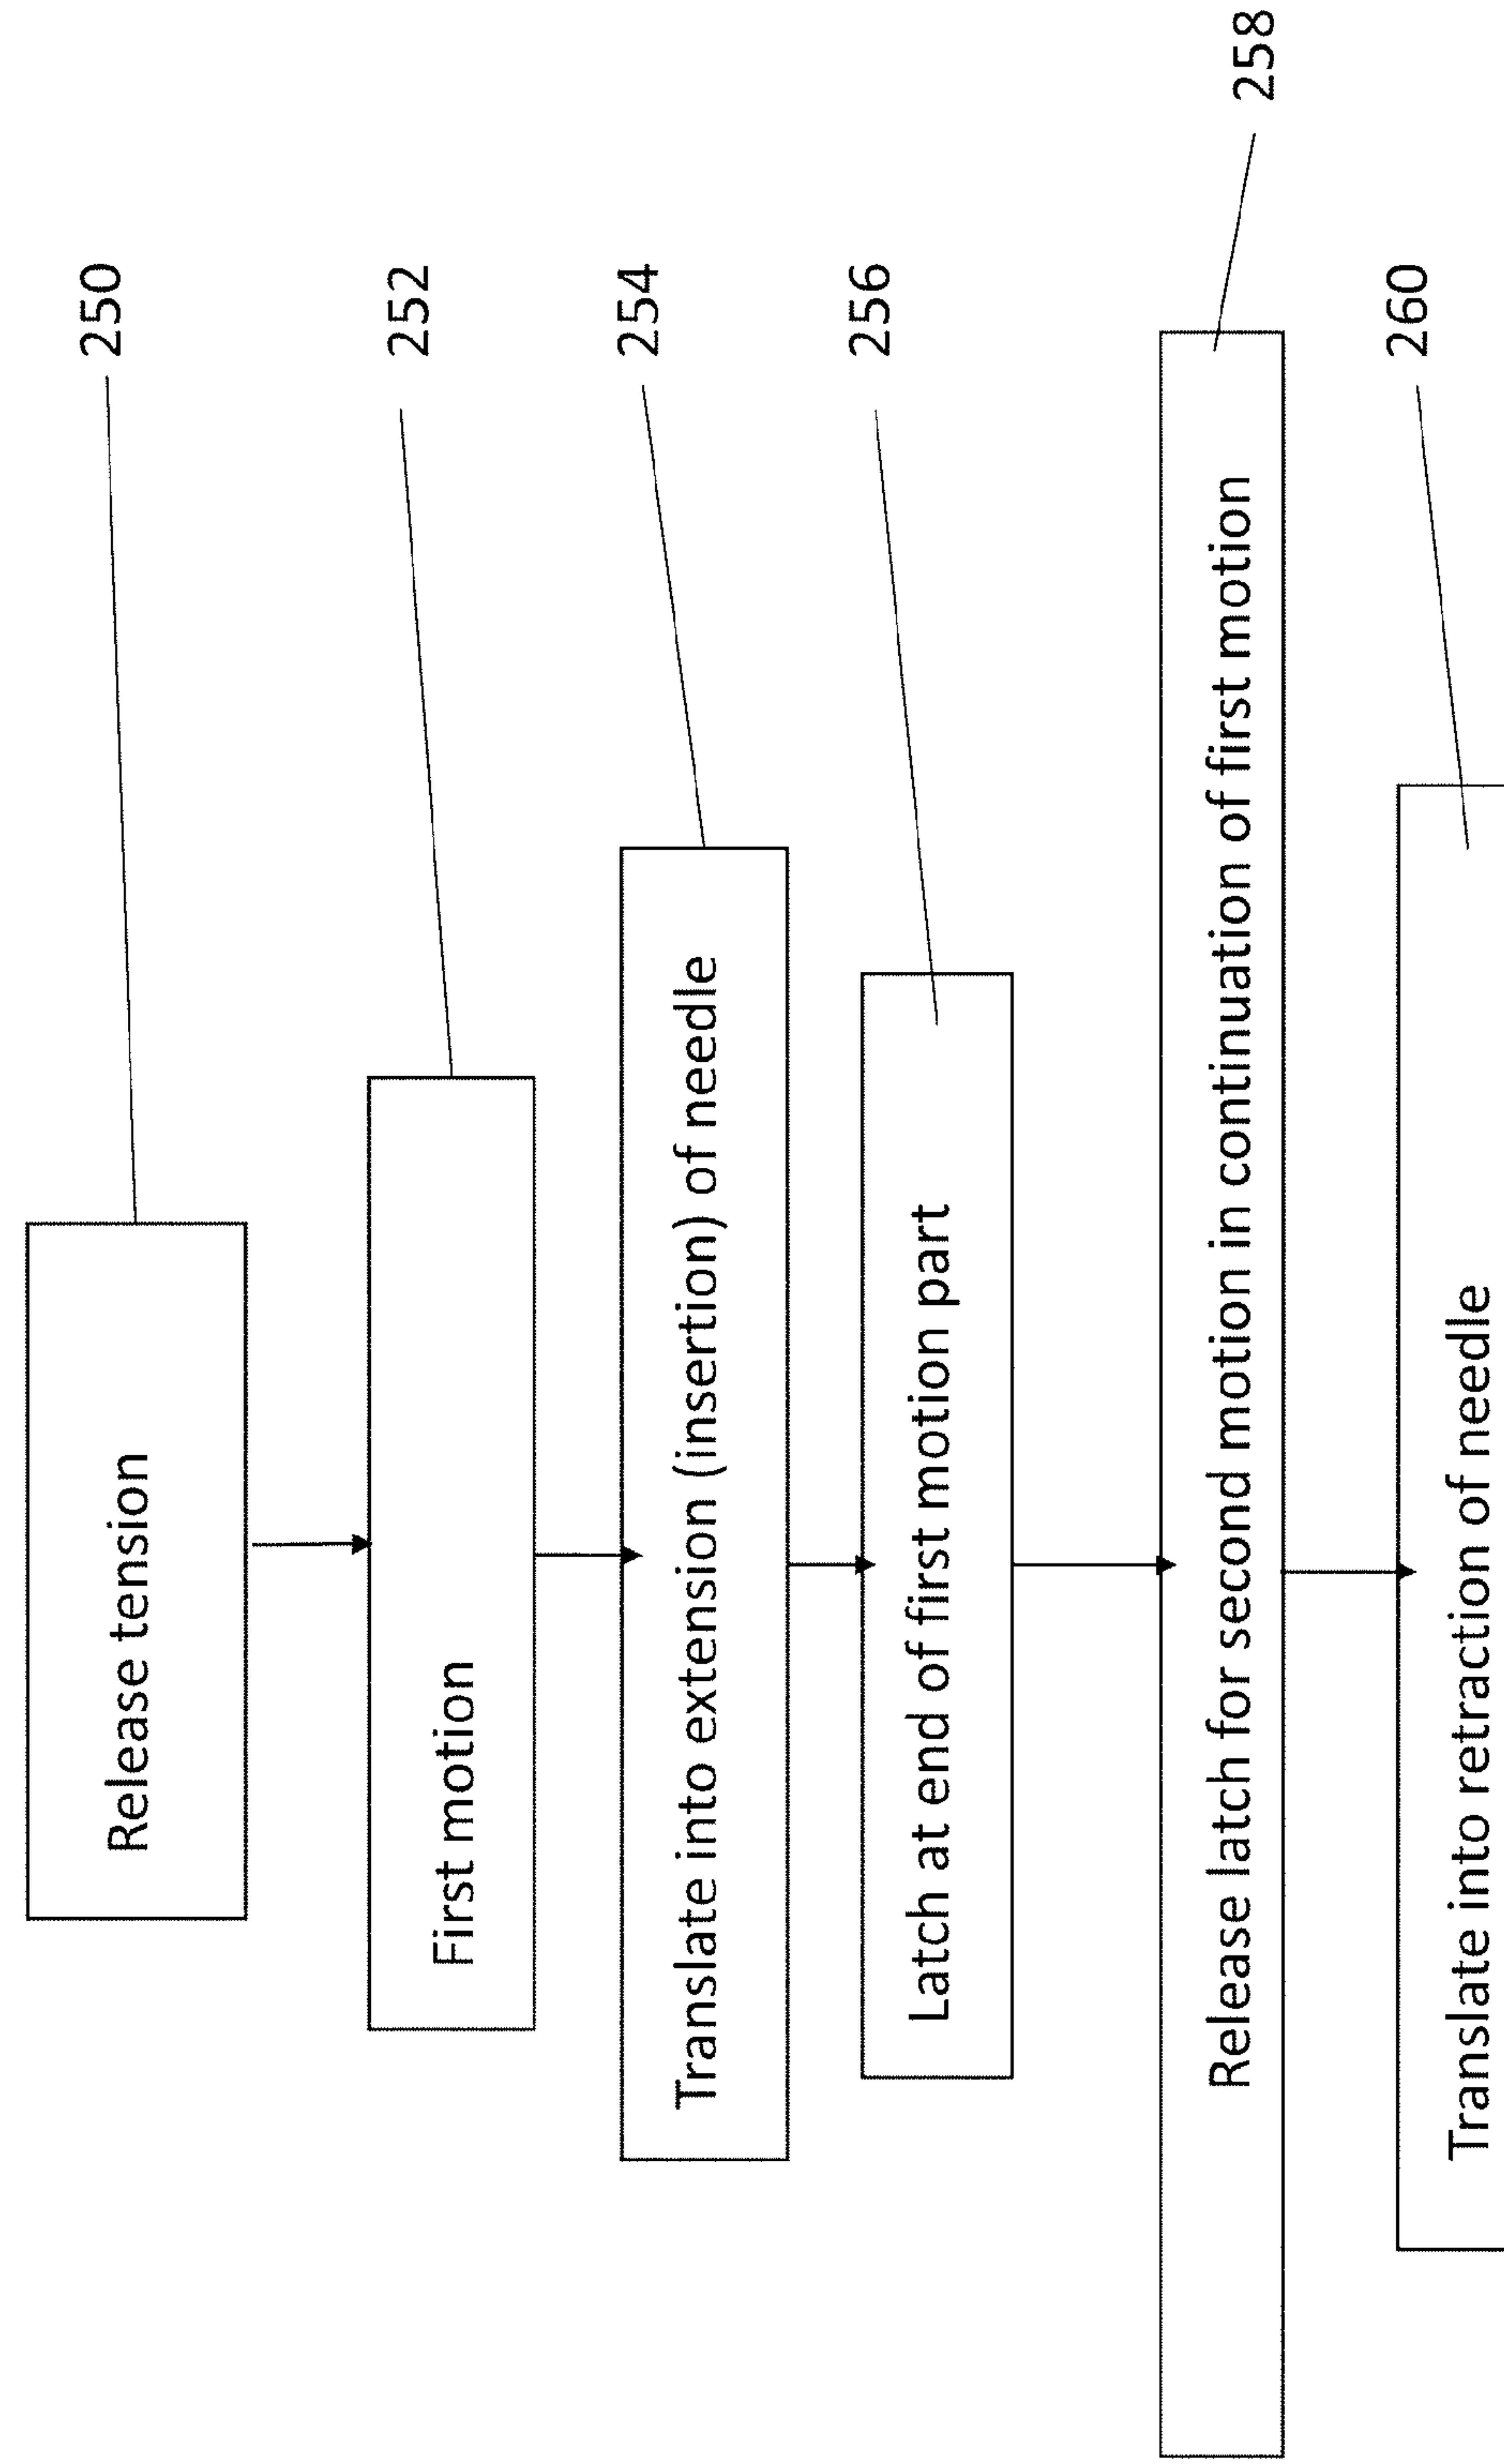 Release tension
250
First motion
252
Translate into extension (insertion) of needle
254
Latch at end of first motion part
256
Release latch for second motion in continuation of first motion
258
Translate into retraction of needle
260